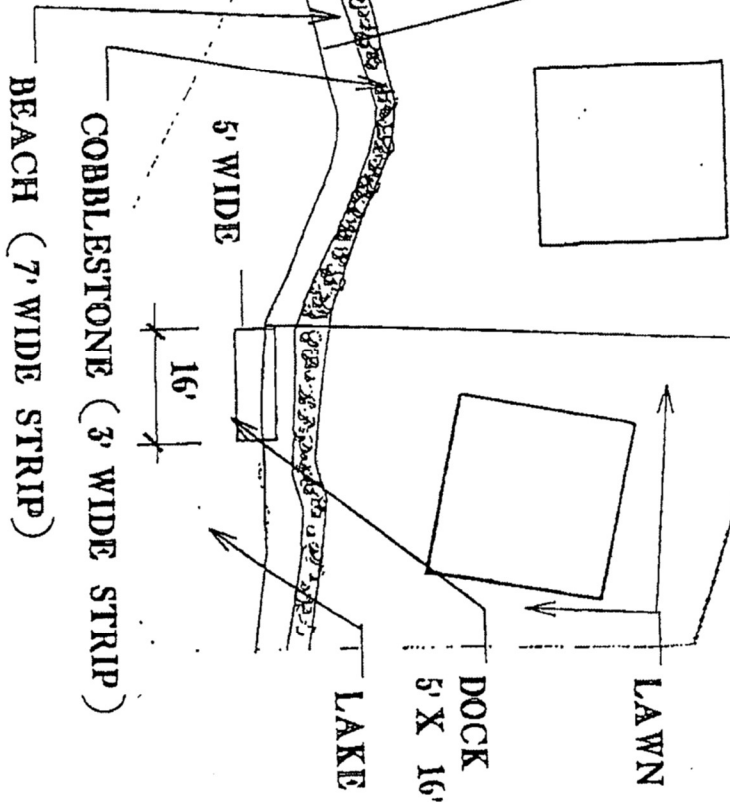 LAWN
DOCK
5' X 16'
LAKE
5' WIDE
16'
COBBLESTONE (3' WIDE STRIP)
BEACH (7' WIDE STRIP)